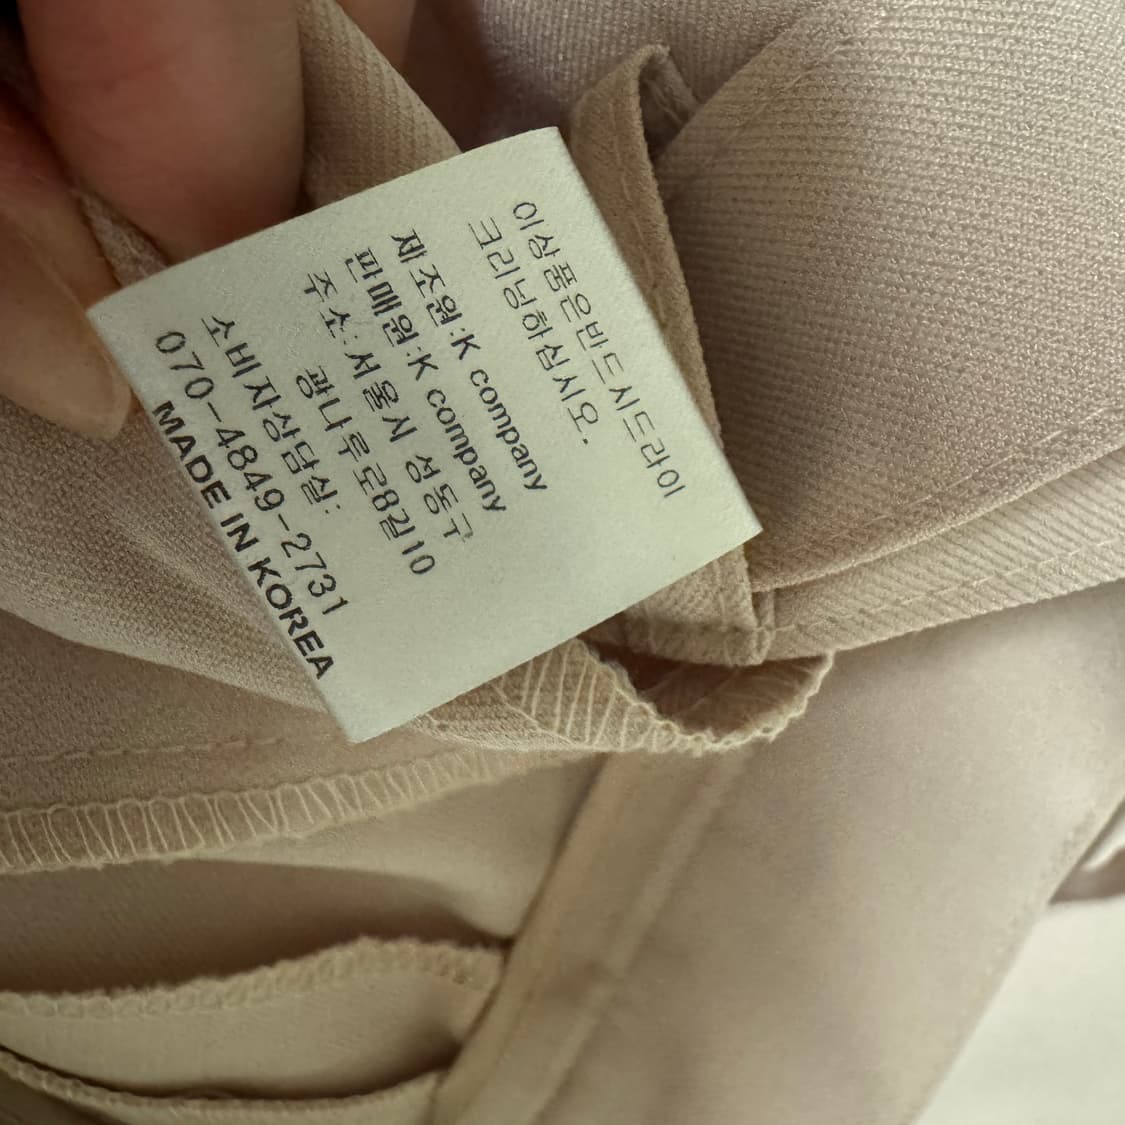 이상품은반드시드라이
크리닝하십시오.
제조원:K company
판매원:K company
주소:서울시 성동구
광나루로8길10
소비자상담실:
070-4849-2731
MADE IN KOREA